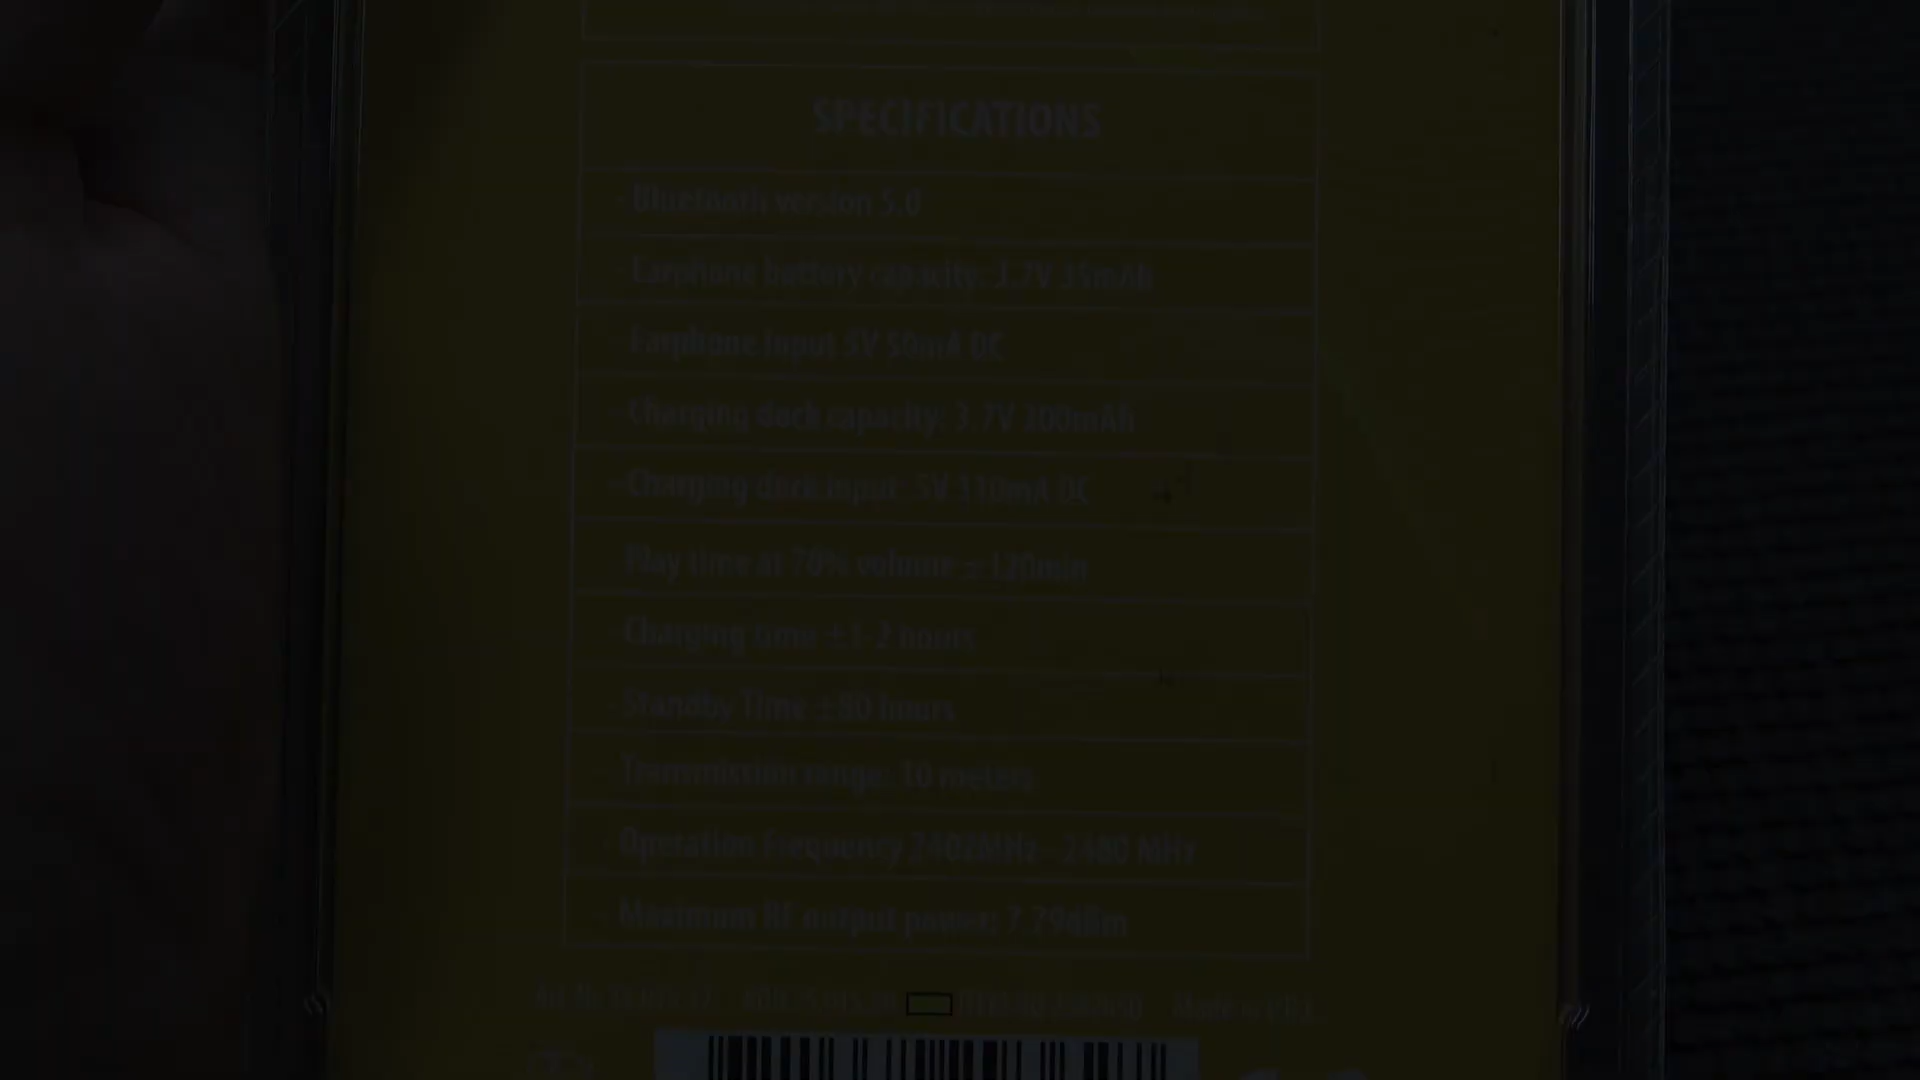 SPECIFICATIONS
- Bluetooth version 5.0
- Earphone battery capacity: 3.7V 35mAh
- Earphone input 5V 50mA DC
- Charging dock capacity: 3.7V 300mAh
- Charging dock input: 5V 110mA DC
- Play time at 70% volume ±120min
- Charging time ±1-2 hours
- Standby Time ±90 hours
- Transmission range: 10 meters
- Operation Farquency 2402MHz - 2480 MHz
- Maximum RF output power: 7.29dBm